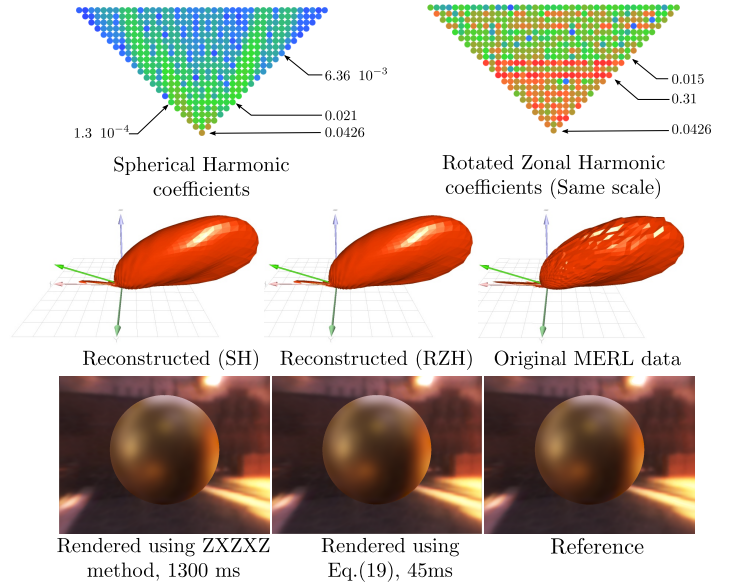 6.36 10⁻³
0.021
1.3 10⁻⁴
0.0426
Spherical Harmonic
coefficients
0.015
0.31
0.0426
Rotated Zonal Harmonic
coefficients (Same scale)
Reconstructed (SH)
Reconstructed (RZH)
Original MERL data
Rendered using ZXZXZ
method, 1300 ms
Rendered using
Eq.(19), 45ms
Reference